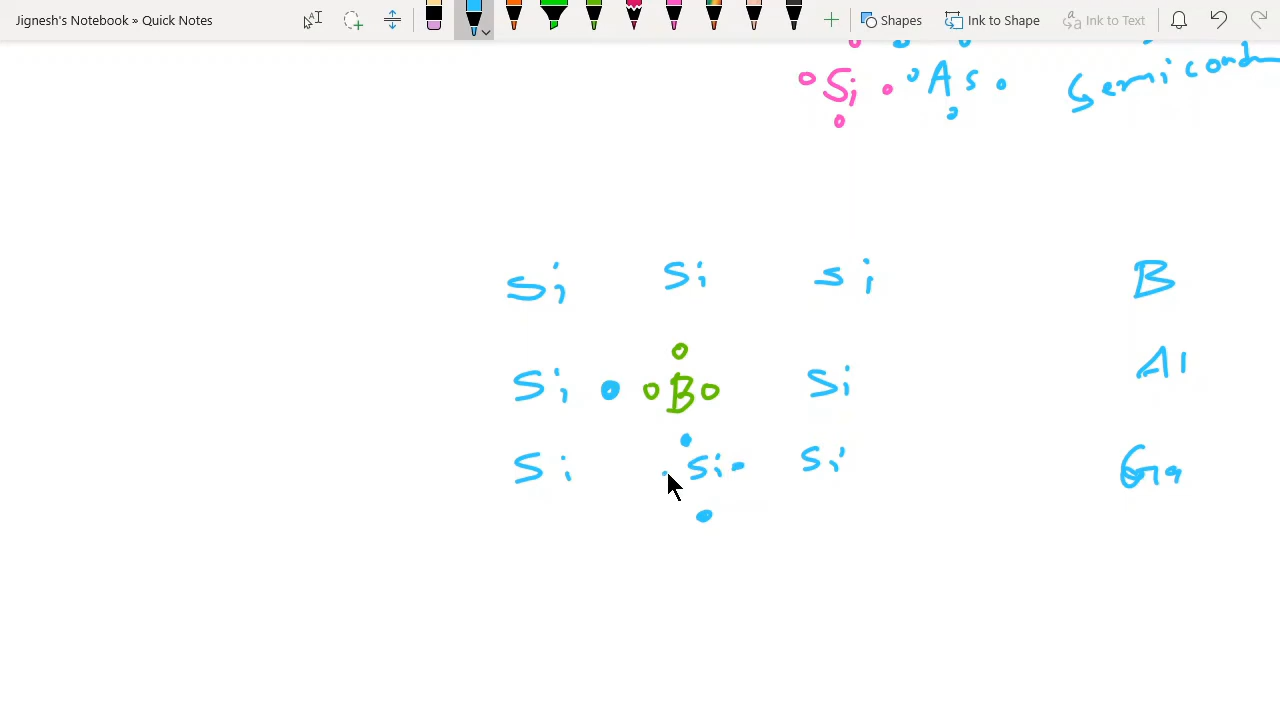 Jignesh's Notebook » Quick Notes
Shapes
Ink to Shape
Ink to Text
Si As
Si Si Si B
Si B Si Al
Si Si Si Ga